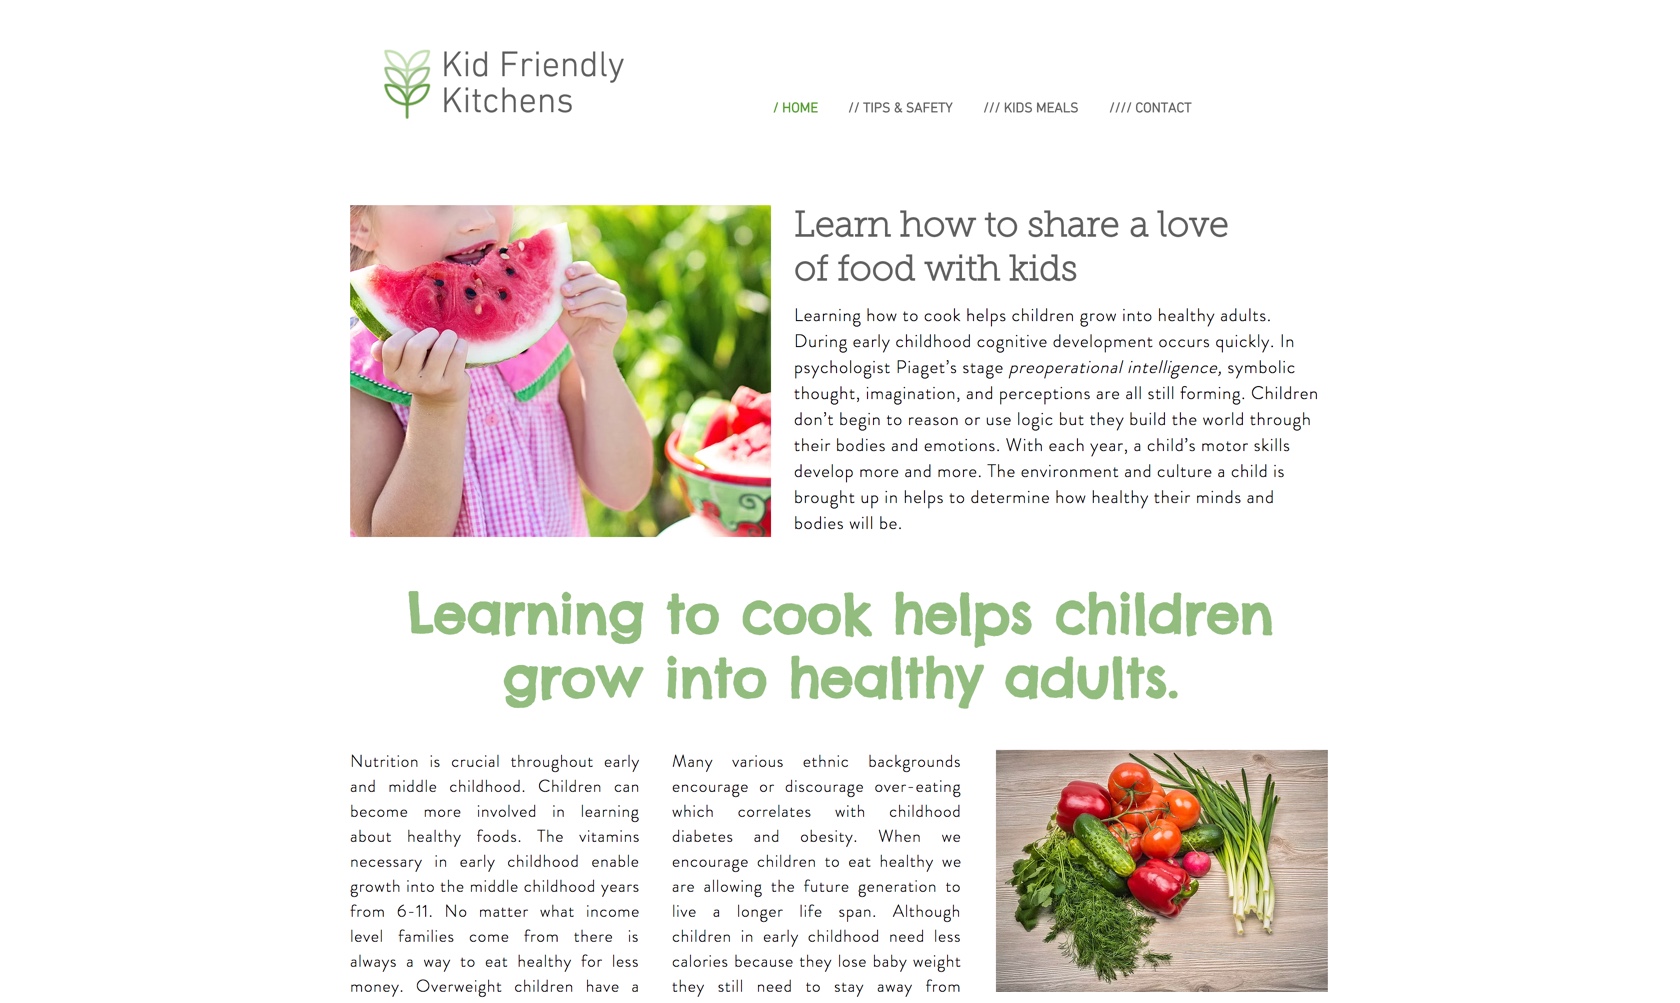 Kid Friendly
Kitchens
/ HOME // TIPS & SAFETY /// KIDS MEALS //// CONTACT
Learn how to share a love
of food with kids
Learning how to cook helps children grow into healthy adults.
During early childhood cognitive development occurs quickly. In
psychologist Piaget's stage preoperational intelligence, symbolic
thought, imagination, and perceptions are all still forming. Children
don't begin to reason or use logic but they build the world through
their bodies and emotions. With each year, a child's motor skills
develop more and more. The environment and culture a child is
brought up in helps to determine how healthy their minds and
bodies will be.
Learning to cook helps children
grow into healthy adults.
Nutrition is crucial throughout early
and middle childhood. Children can
become more involved in learning
about healthy foods. The vitamins
necessary in early childhood enable
growth into the middle childhood years
from 6-11. No matter what income
level families come from there is
always a way to eat healthy for less
money. Overweight children have a
Many various ethnic backgrounds
encourage or discourage over-eating
which correlates with childhood
diabetes and obesity. When we
encourage children to eat healthy we
are allowing the future generation to
live a longer life span. Although
children in early childhood need less
calories because they lose baby weight
they still need to stay away from